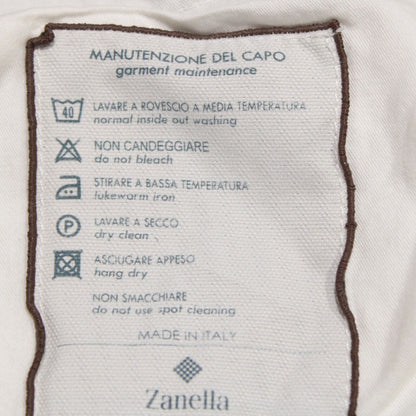 MANUTENZIONE DEL CAPO
garment maintenance
40
LAVARE A ROVESCIO A MEDIA TEMPERATURA
normal inside out washing
NON CANDEGGIARE
do not bleach
STIRARE A BASSA TEMPERATURA
lukewarm iron
P
LAVARE A SECCO
dry clean
ASCIUGARE APPESO
hang dry
NON SMACCHIARE
do not use spot cleaning
MADE IN ITALY
Zanella